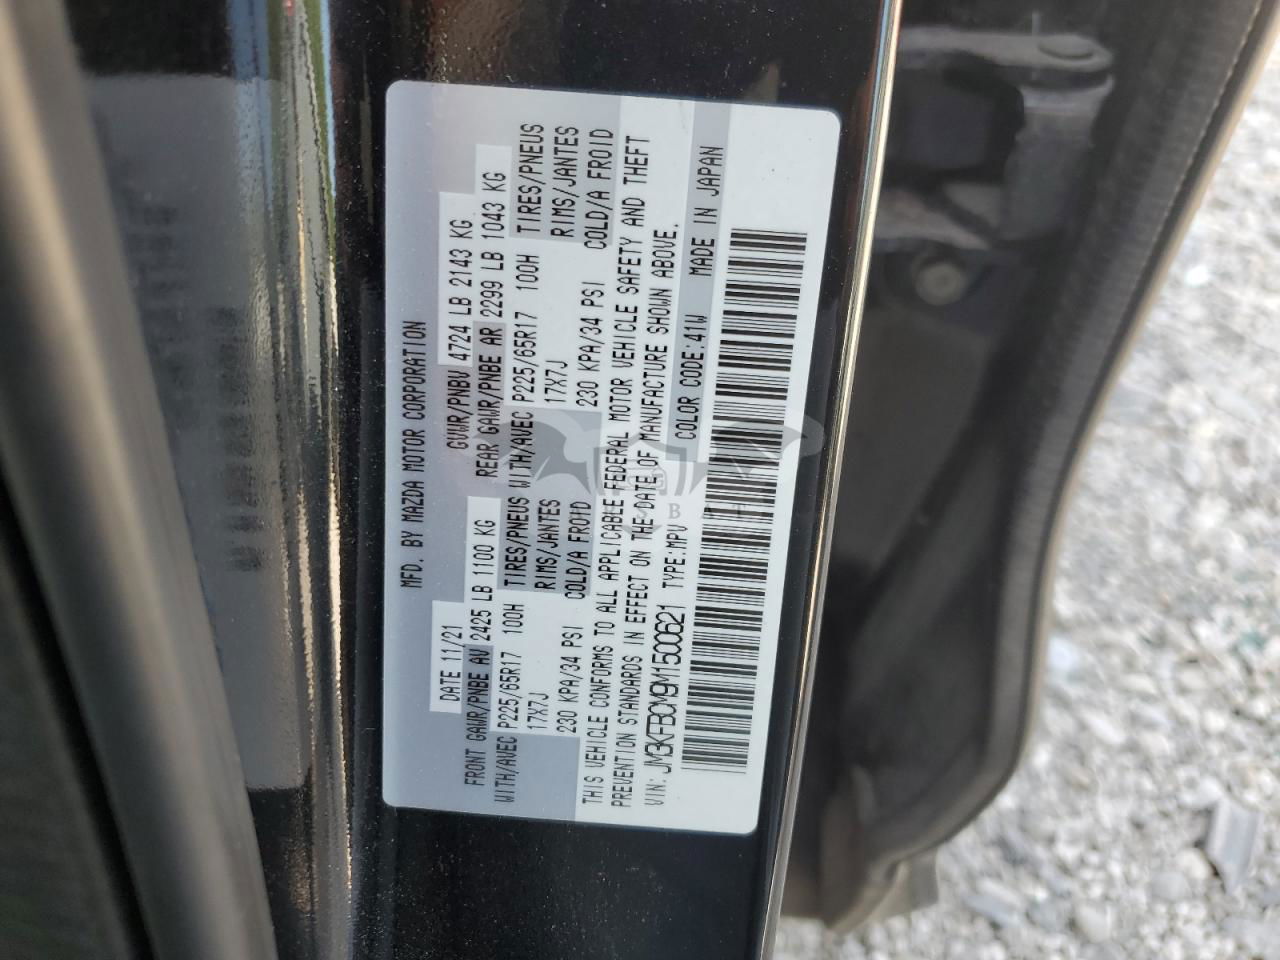 MFD. BY MAZDA MOTOR CORPORATION
DATE 11/21 GVWR/PNBV 4724 LB 2143 KG
FRONT GAWR/PNBE AV 2425 LB 1100 KG REAR GAWR/PNBE AR 2299 LB 1043 KG
WITH/AVEC P225/65R17 100H TIRES/PNEUS WITH/AVEC P225/65R17 100H TIRES/PNEUS
17X7J RIMS/JANTES 17X7J RIMS/JANTES
230 KPA/34 PSI COLD/A FROID 230 KPA/34 PSI COLD/A FROID
THIS VEHICLE CONFORMS TO ALL APPLICABLE FEDERAL MOTOR VEHICLE SAFETY AND THEFT
PREVENTION STANDARDS IN EFFECT ON THE DATE OF MANUFACTURE SHOWN ABOVE.
VIN: JM3KFBCM9M1500621 TYPE:MPV COLOR CODE:41W MADE IN JAPAN